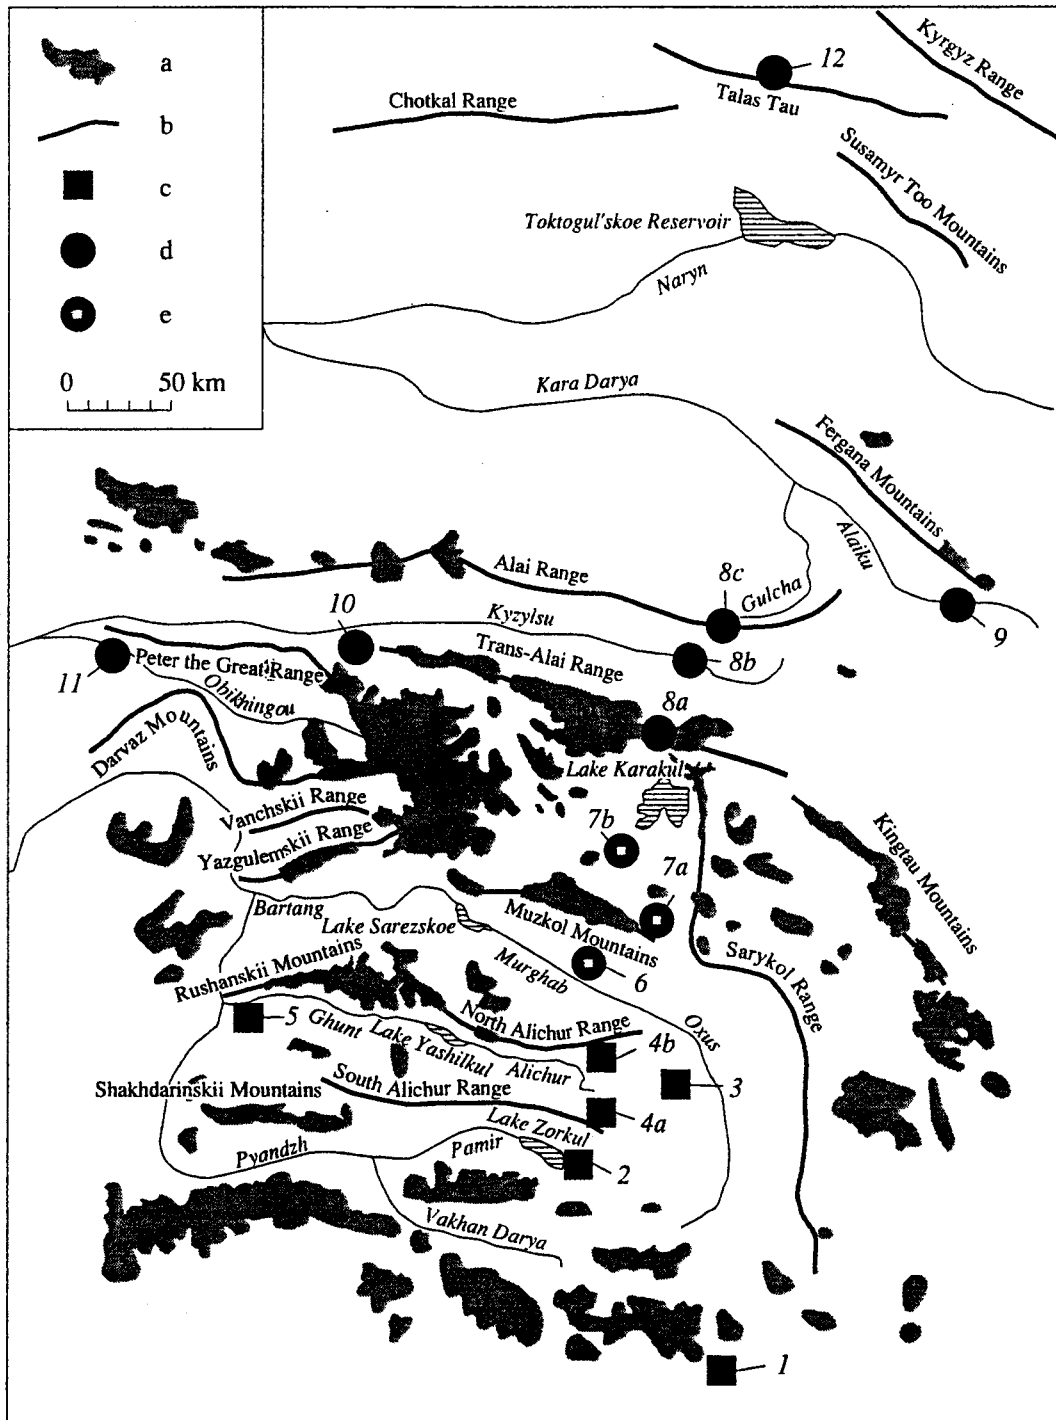 a
b
c
d
e
0 50 km
12
Kyrgyz Range
Chotkal Range
Talas Tau
Susamyr Too Mountains
Toktogul'skoe Reservoir
Naryn
Kara Darya
Fergana Mountains
Alaiku
Alai Range
8c
Gulcha
10
Kyzylsu
9
Trans-Alai Range
8b
11
Peter the Great Range
Obikhingou
8a
Darvaz Mountains
Lake Karakul
Vanchskii Range
7b
Yazgulemskii Range
7a
Kingtau Mountains
Bartang
Lake Sarezskoe
Muzkol Mountains
Rushanskii Mountains
Murghab
6
Sarykol Range
5
Ghunt
Lake Yashilkul
North Alichur Range
Oxus
Alichur
4b
Shakhdarinskii Mountains
South Alichur Range
3
4a
Lake Zorkul
Pyandzh
Pamir
2
Vakhan Darya
1